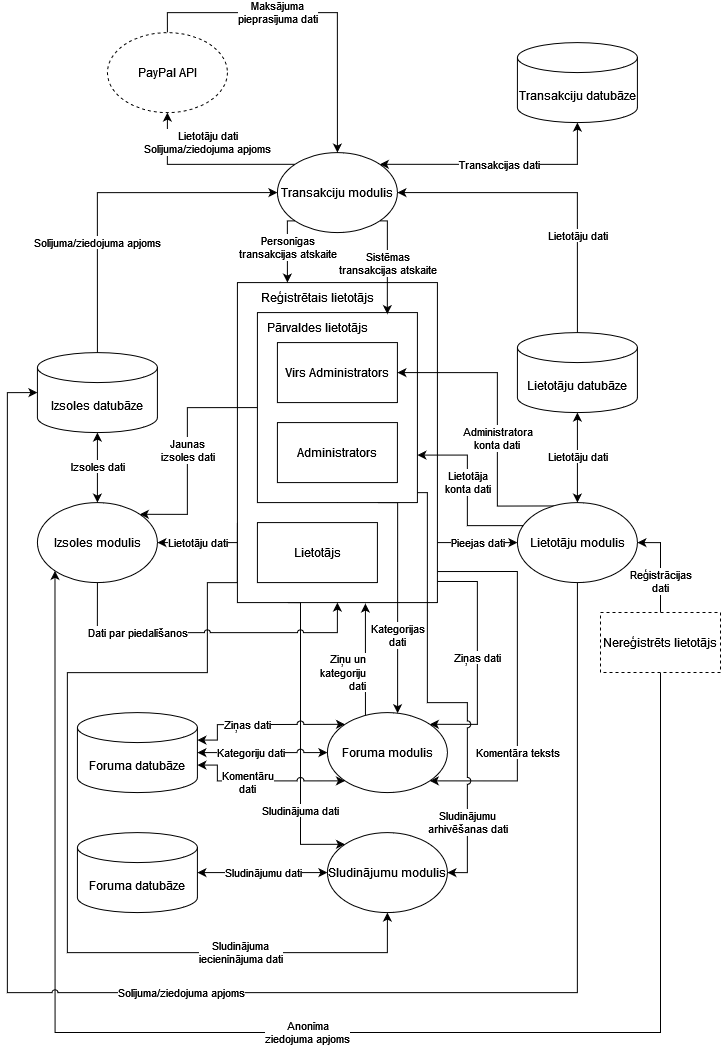 Maksājuma
pieprasījuma dati
PayPal API
Transakciju datubāze
Lietotāju dati
Solījuma/ziedojuma apjoms
Transakcijas dati
Transakciju modulis
Solījuma/ziedojuma apjoms
Lietotāju dati
Personīgas
transakcijas atskaite
Sistēmas
transakcijas atskaite
Reģistrētais lietotājs
Pārvaldes lietotājs
Virs Administrators
Izsoles datubāze
Lietotāju datubāze
Jaunas
izsoles dati
Administrators
Administratora
konta dati
Izsoles dati
Lietotāja
konta dati
Lietotāju dati
Izsoles modulis
Lietotāju dati
Lietotājs
Pieejas dati
Lietotāju modulis
Reģistrācijas
dati
Dati par piedalīšanos
Nereģistrēts lietotājs
Ziņu un
kategoriju
dati
Kategorijas
dati
Ziņas dati
Foruma datubāze
Ziņas dati
Kategoriju dati
Komentāru
dati
Foruma modulis
Komentāra teksts
Sludinājuma dati
Sludinājumu
arhivēšanas dati
Foruma datubāze
Sludinājumu dati
Sludinājumu modulis
Sludinājuma
iecieninājuma dati
Solījuma/ziedojuma apjoms
Anonima
ziedojuma apjoms